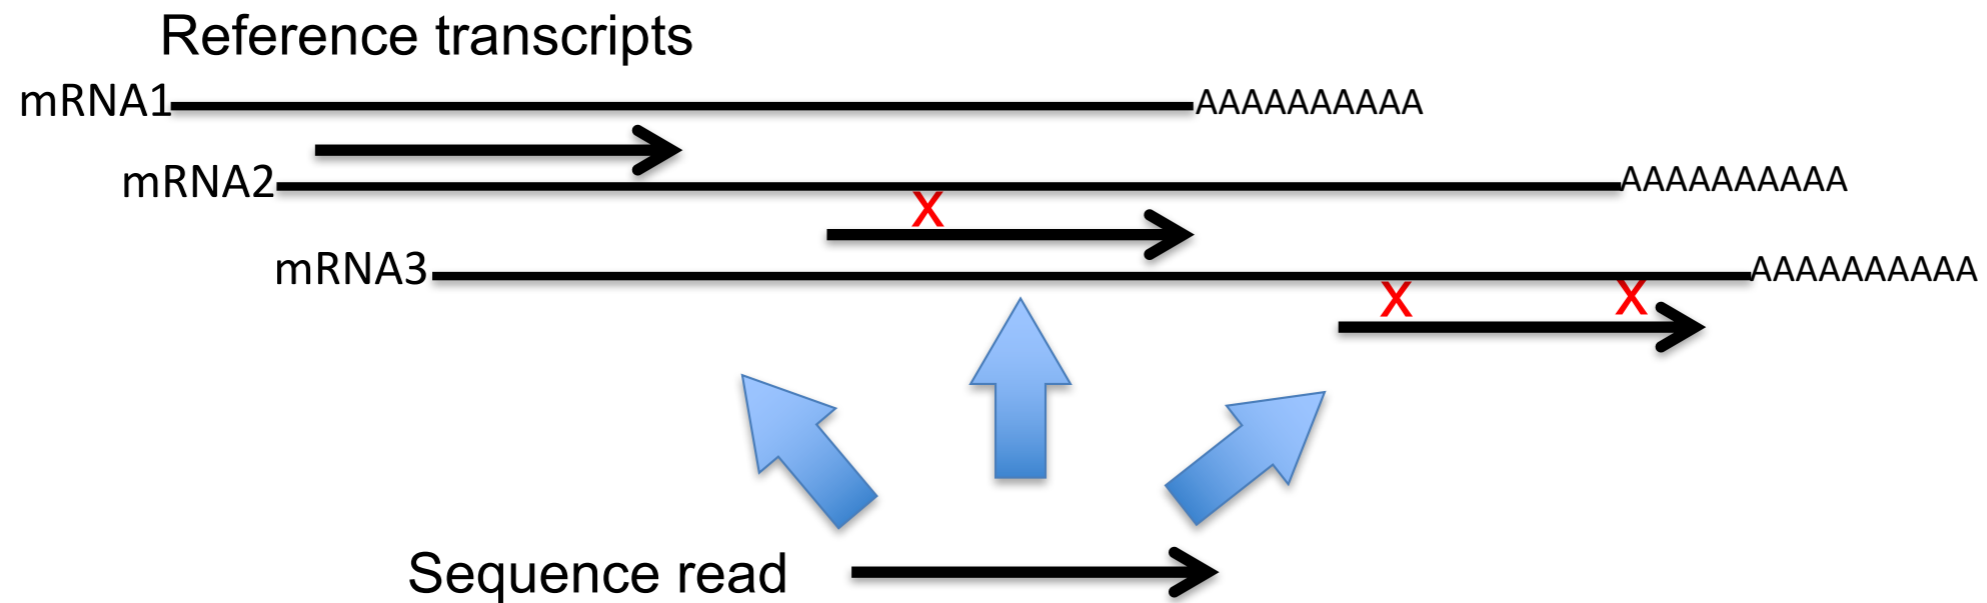 Reference transcripts
mRNA1 AAAAAAAAAA
mRNA2 AAAAAAAAAA
X
mRNA3 AAAAAAAAAA
X X
Sequence read